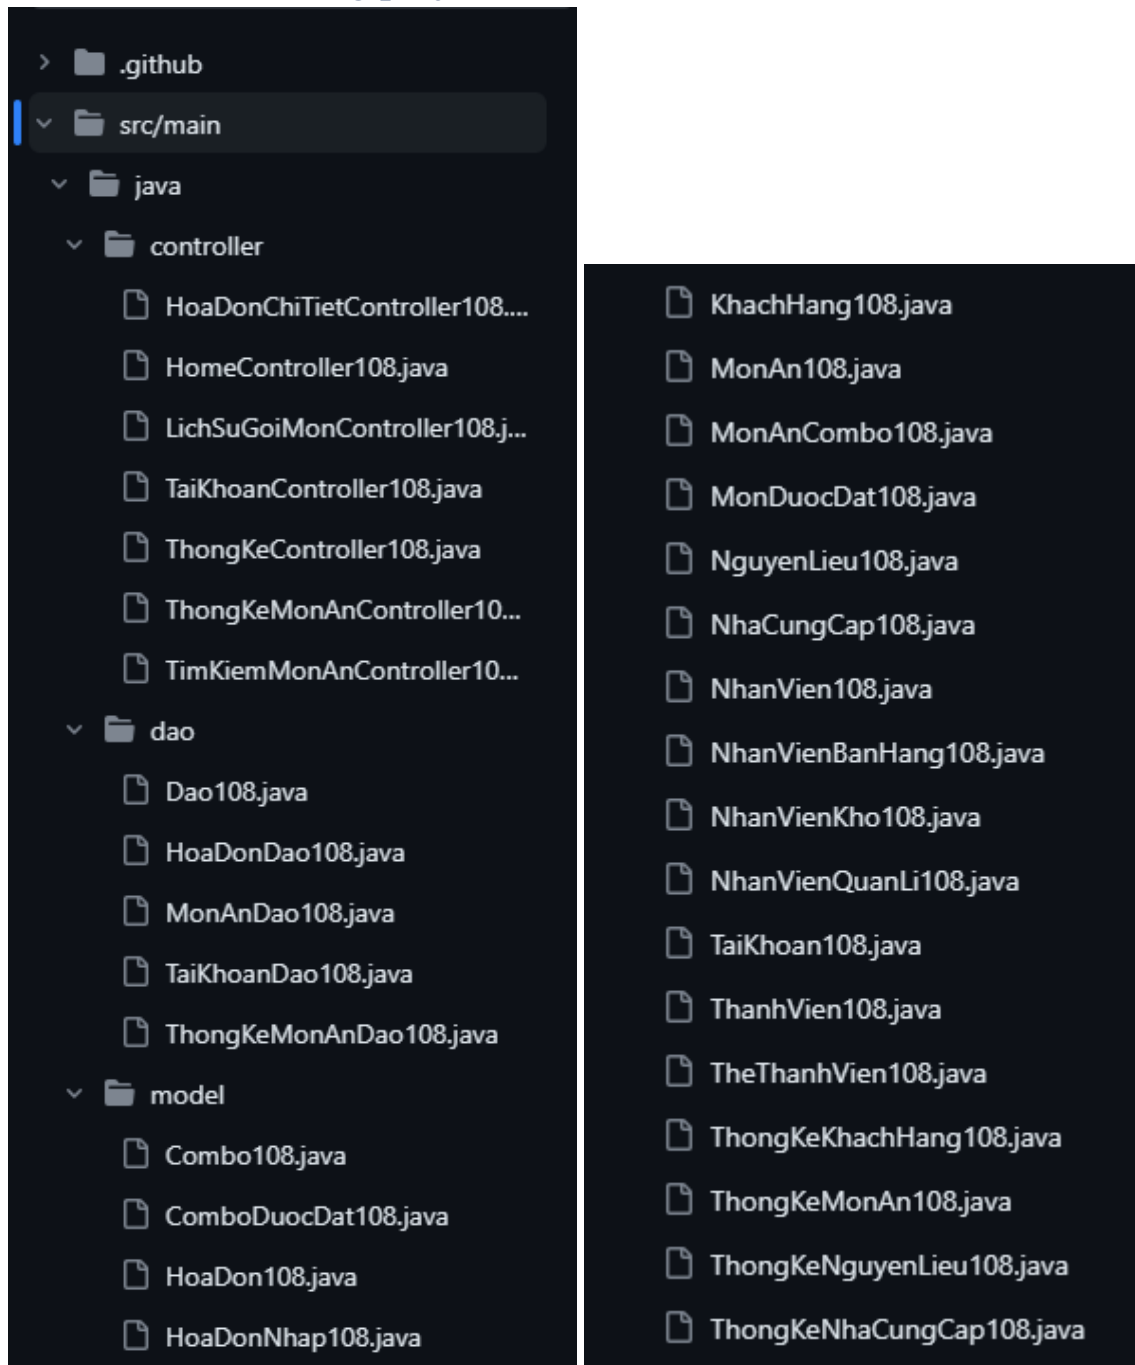 .github
src/main
java
controller
HoaDonChiTietController108....
HomeController108.java
LichSuGoiMonController108.j...
TaiKhoanController108.java
ThongKeController108.java
ThongKeMonAnController10...
TimKiemMonAnController10...
dao
Dao108.java
HoaDonDao108.java
MonAnDao108.java
TaiKhoanDao108.java
ThongKeMonAnDao108.java
model
Combo108.java
ComboDuocDat108.java
HoaDon108.java
HoaDonNhap108.java
KhachHang108.java
MonAn108.java
MonAnCombo108.java
MonDuocDat108.java
NguyenLieu108.java
NhaCungCap108.java
NhanVien108.java
NhanVienBanHang108.java
NhanVienKho108.java
NhanVienQuanLi108.java
TaiKhoan108.java
ThanhVien108.java
TheThanhVien108.java
ThongKeKhachHang108.java
ThongKeMonAn108.java
ThongKeNguyenLieu108.java
ThongKeNhaCungCap108.java